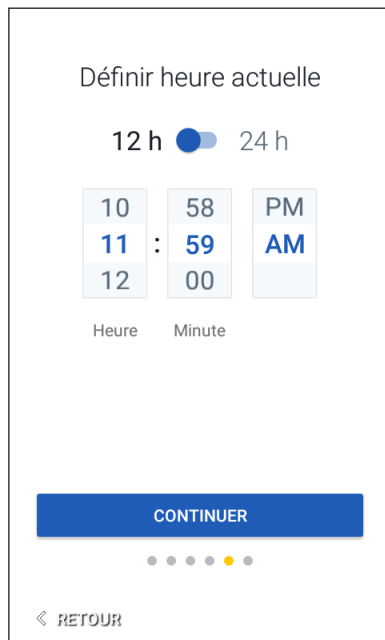 Définir heure actuelle
12 h 24 h
10 58 PM
11 : 59 AM
12 00
Heure Minute
CONTINUER
RETOUR